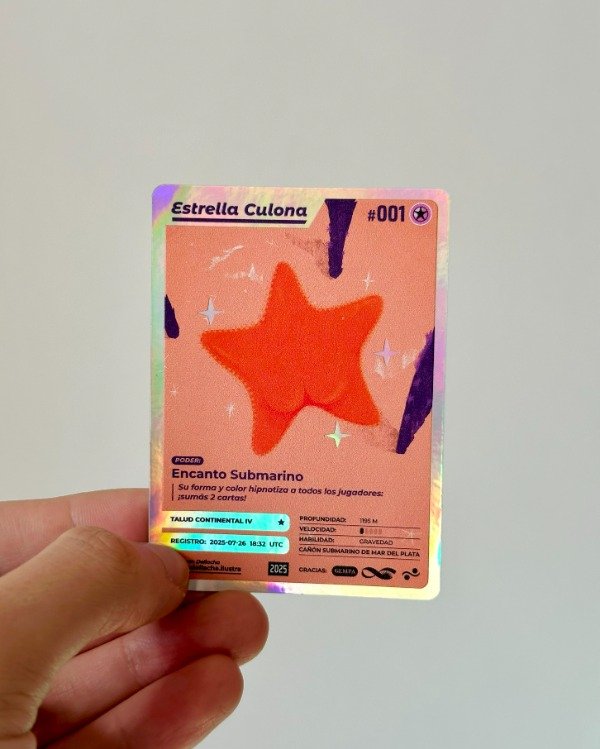 Estrella Culona
#001
PODER:
Encanto Submarino
Su forma y color hipnotiza a todos los jugadores:
¡sumás 2 cartas!
TALUD CONTINENTAL IV
REGISTRO: 2025-07-26 18:32 UTC
PROFUNDIDAD: 1195 M
VELOCIDAD:
HABILIDAD: GRAVEDAD
CAÑÓN SUBMARINO DE MAR DEL PLATA
Dellacha
2025
GRACIAS: